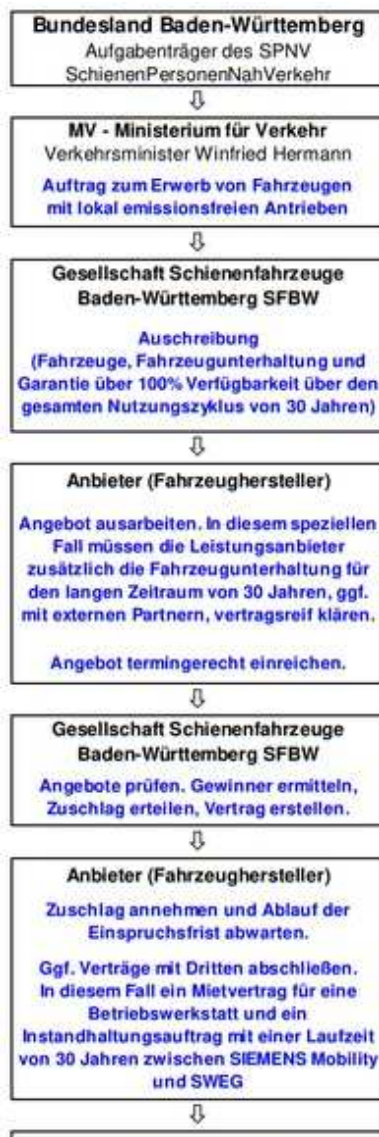 Bundesland Baden-Württemberg
Aufgabenträger des SPNV
SchienenPersonenNahVerkehr
MV - Ministerium für Verkehr
Verkehrsminister Winfried Hermann
Auftrag zum Erwerb von Fahrzeugen
mit lokal emissionsfreien Antrieben
Gesellschaft Schienenfahrzeuge
Baden-Württemberg SFBW
Auschreibung
(Fahrzeuge, Fahrzeugunterhaltung und
Garantie über 100% Verfügbarkeit über den
gesamten Nutzungszyklus von 30 Jahren)
Anbieter (Fahrzeughersteller)
Angebot ausarbeiten. In diesem speziellen
Fall müssen die Leistungsanbieter
zusätzlich die Fahrzeugunterhaltung für
den langen Zeitraum von 30 Jahren, ggf.
mit externen Partnern, vertragsreif klären.
Angebot termingerecht einreichen.
Gesellschaft Schienenfahrzeuge
Baden-Württemberg SFBW
Angebote prüfen. Gewinner ermitteln,
Zuschlag erteilen, Vertrag erstellen.
Anbieter (Fahrzeughersteller)
Zuschlag annehmen und Ablauf der
Einspruchsfrist abwarten.
Ggf. Verträge mit Dritten abschließen.
In diesem Fall ein Mietvertrag für eine
Betriebswerkstatt und ein
Instandhaltungsauftrag mit einer Laufzeit
von 30 Jahren zwischen SIEMENS Mobility
und SWEG